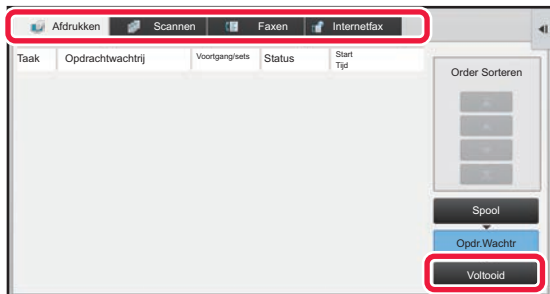 Afdrukken Scannen Faxen Internetfax
Taak Opdrachtwachtrij Voortgang/sets Status Start
Tijd
Order Sorteren
Spool
Opdr.Wachtr
Voltooid